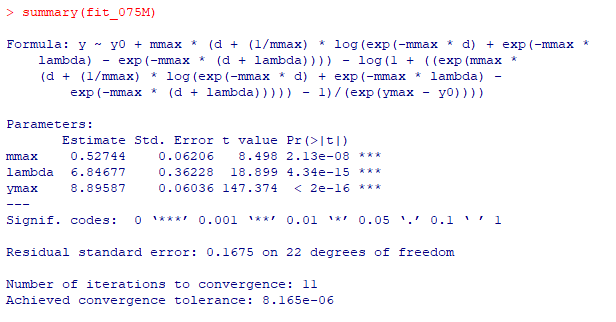 > summary(fit_075M)
Formula: y ~ y0 + mmax * (d + (1/mmax) * log(exp(-mmax * d) + exp(-mmax *
lambda) - exp(-mmax * (d + lambda)))) - log(1 + ((exp(mmax *
(d + (1/mmax) * log(exp(-mmax * d) + exp(-mmax * lambda) -
exp(-mmax * (d + lambda))))) - 1)/(exp(ymax - y0))))
Parameters:
Estimate Std. Error t value Pr(>|t|)
mmax 0.52744 0.06206 8.498 2.13e-08 ***
lambda 6.84677 0.36228 18.899 4.34e-15 ***
ymax 8.89587 0.06036 147.374 < 2e-16 ***
---
Signif. codes: 0 ‘***’ 0.001 ‘**’ 0.01 ‘*’ 0.05 ‘.’ 0.1 ‘ ’ 1
Residual standard error: 0.1675 on 22 degrees of freedom
Number of iterations to convergence: 11
Achieved convergence tolerance: 8.165e-06